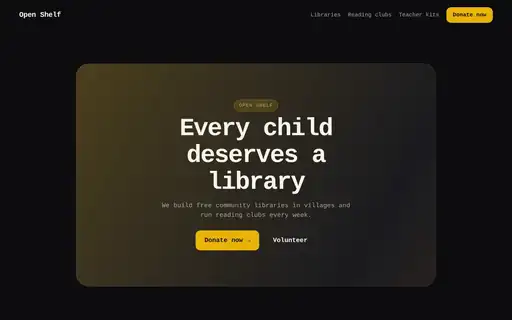 Open Shelf
Libraries Reading clubs Teacher kits Donate now
OPEN SHELF
Every child
deserves a
library
We build free community libraries in villages and
run reading clubs every week.
Donate now → Volunteer